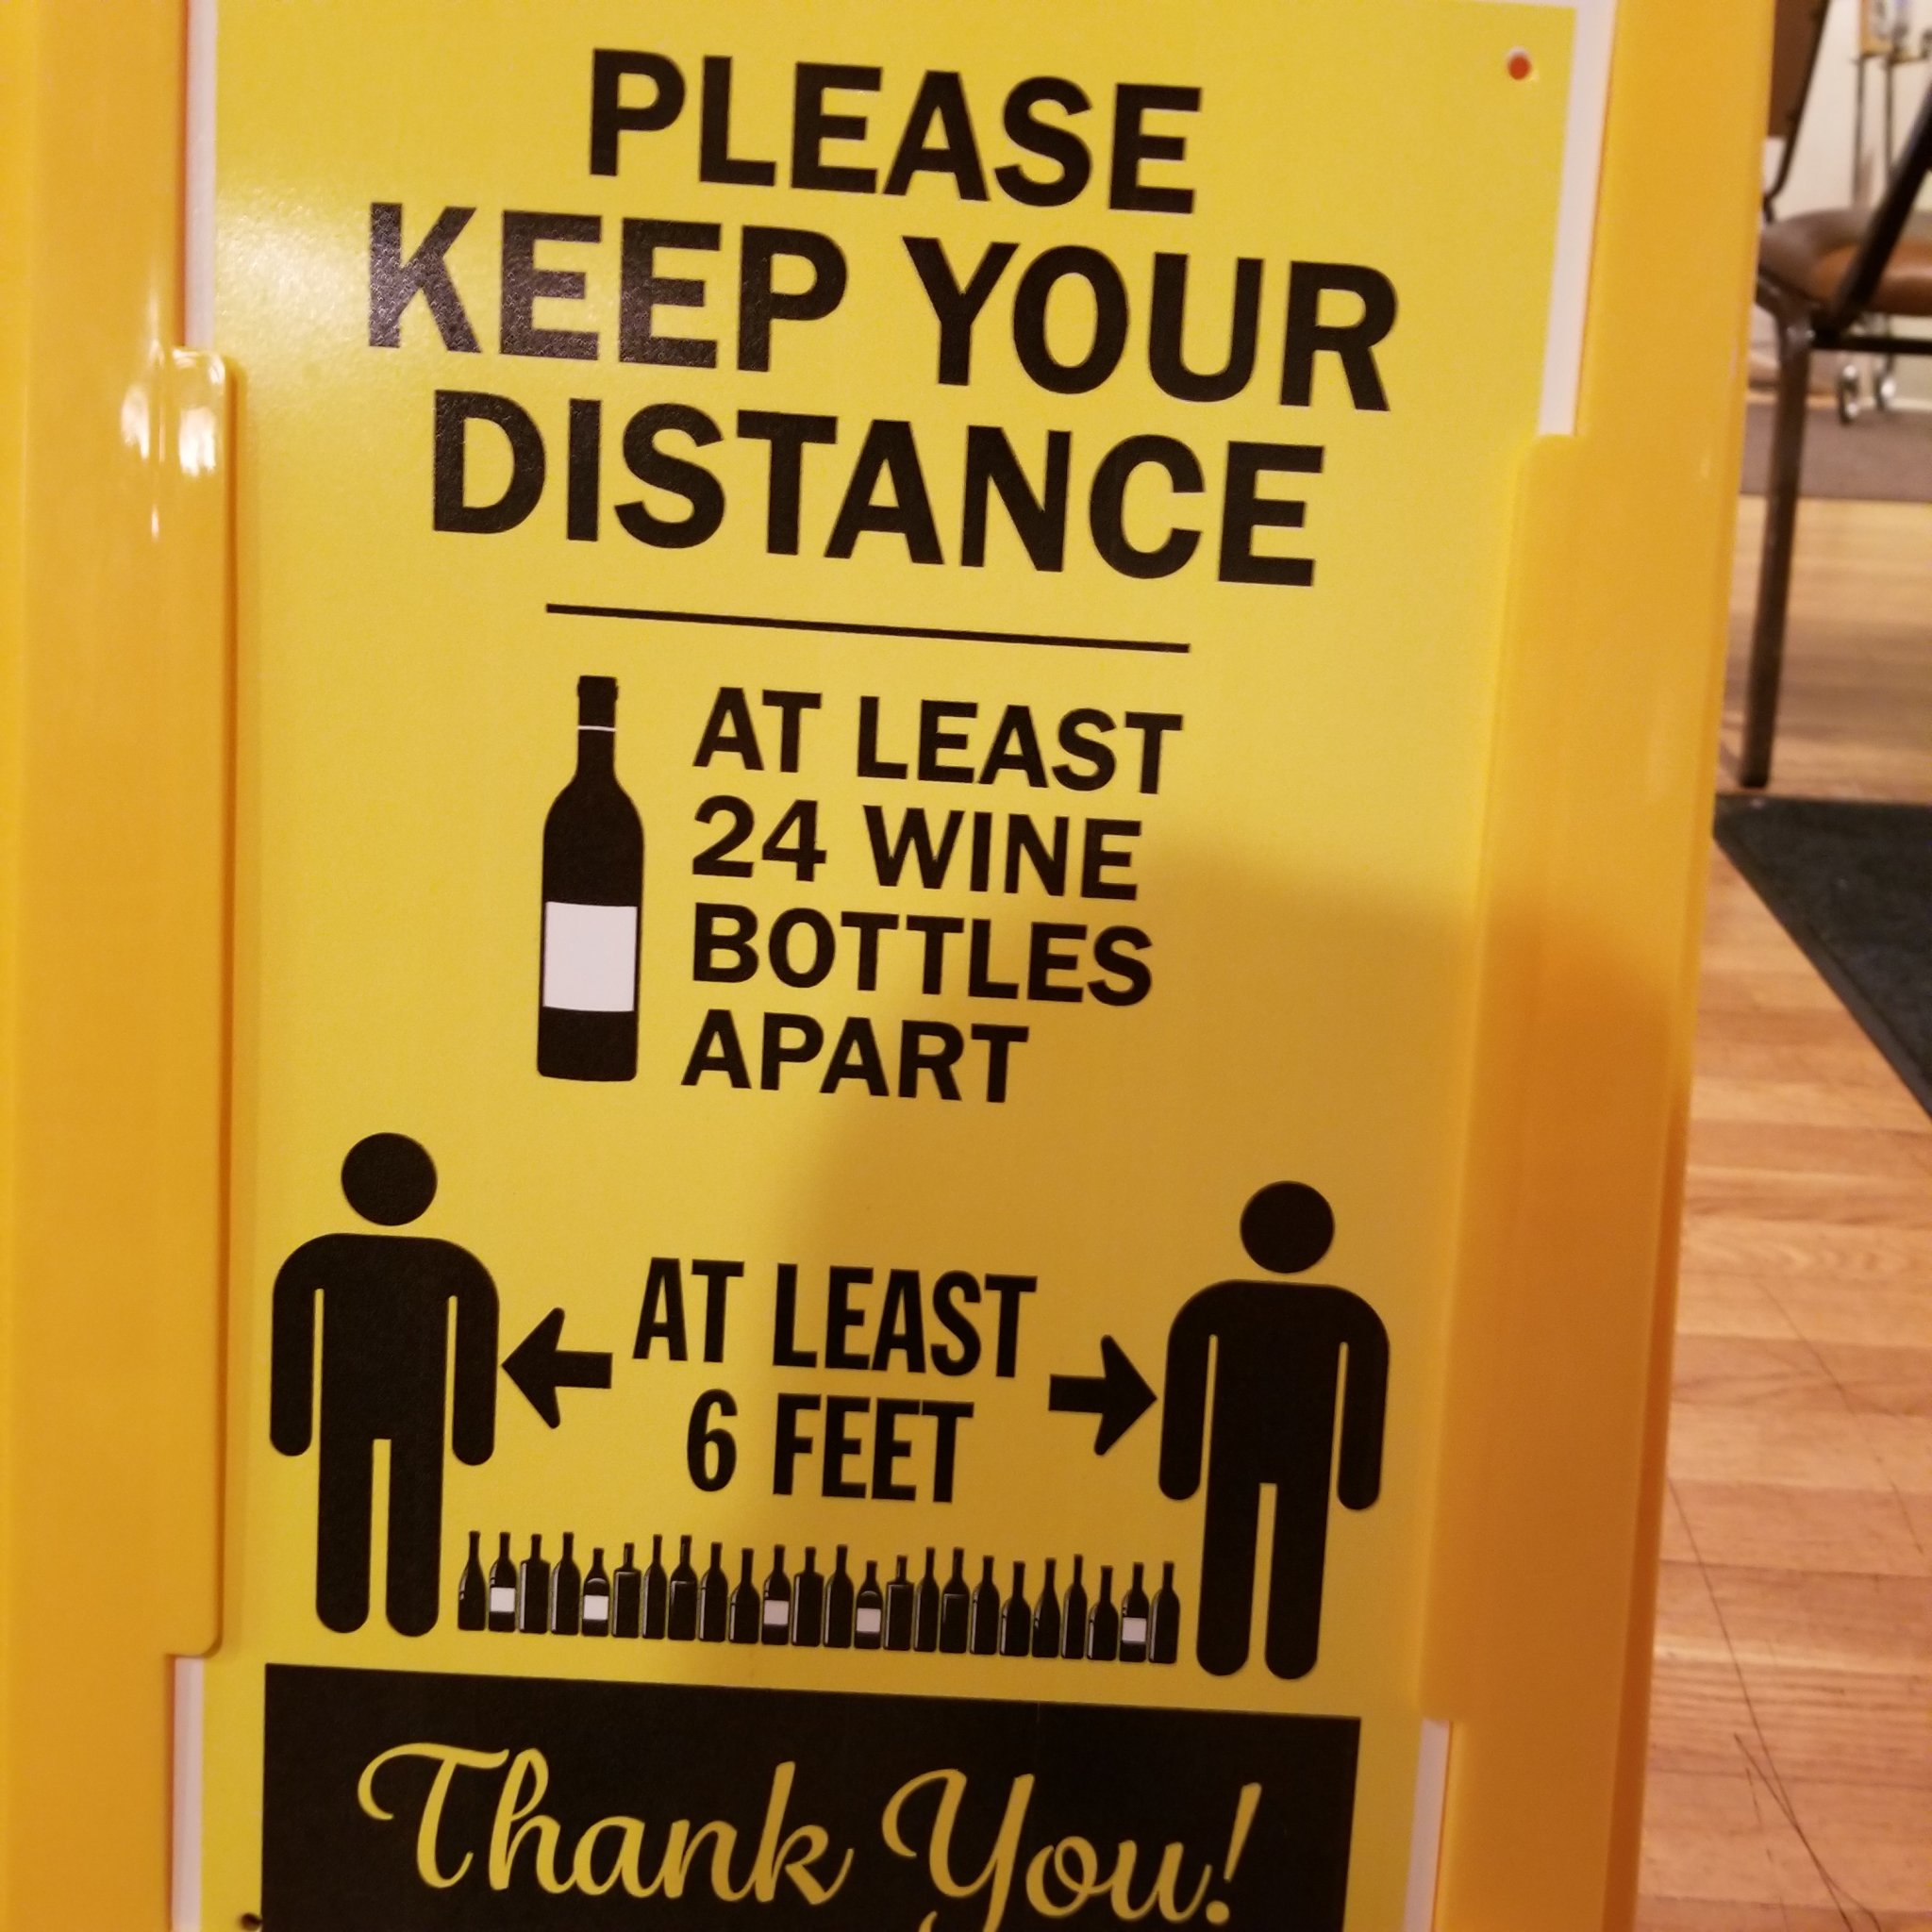 PLEASE
KEEP YOUR
DISTANCE
AT LEAST
24 WINE
BOTTLES
APART
AT LEAST
6 FEET
Thank You!